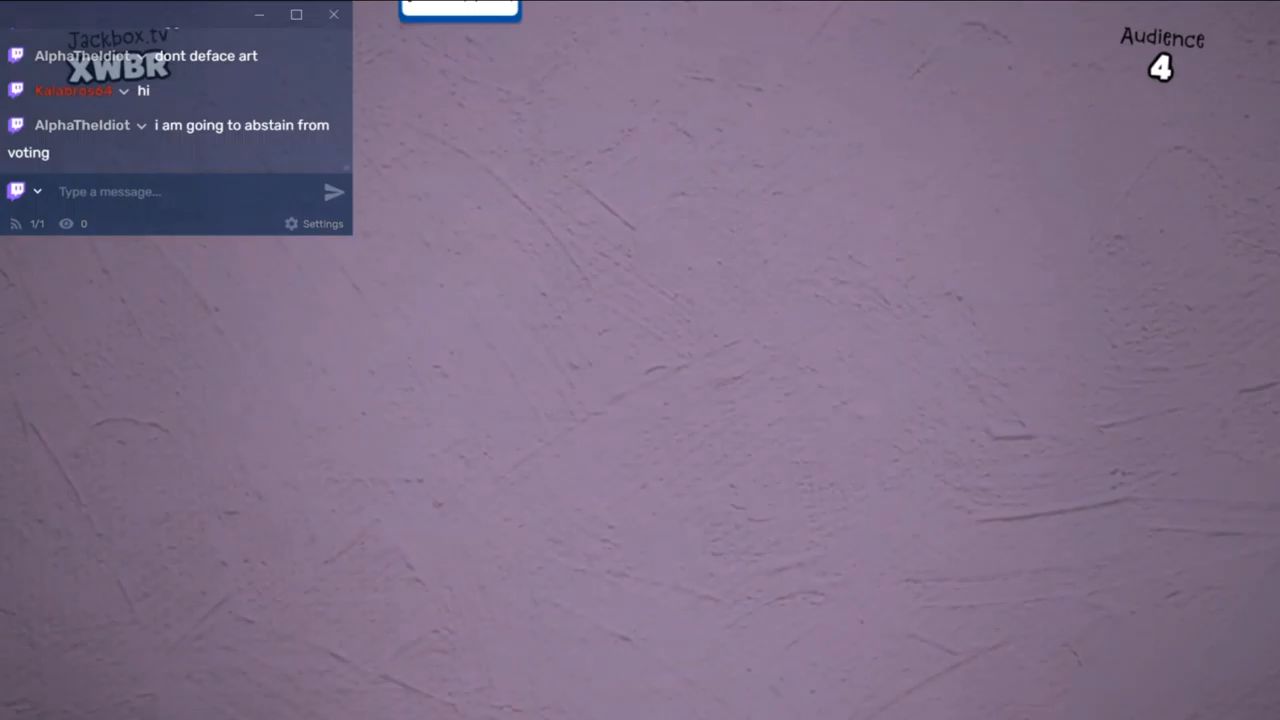 Jackbox.tv
XWBR
AlphaTheIdiot dont deface art
Kalabros64 hi
AlphaTheIdiot i am going to abstain from
voting
Type a message...
1/1 0 Settings
Audience
4